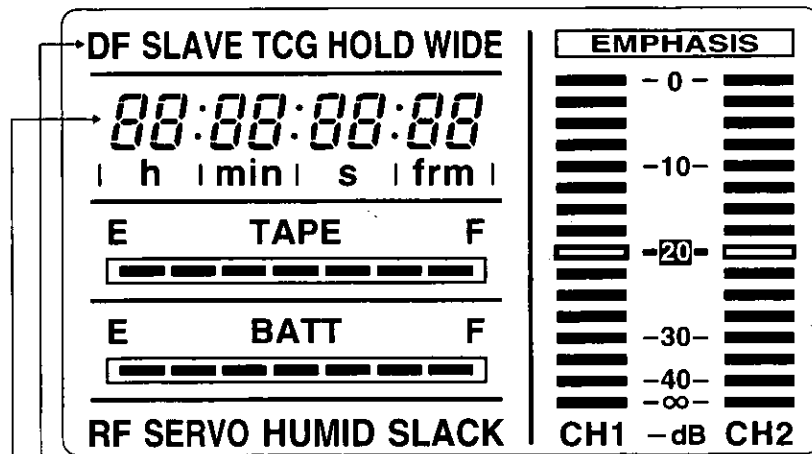 DF SLAVE TCG HOLD WIDE
88:88:88:88
h min s frm
E TAPE F
E BATT F
RF SERVO HUMID SLACK
EMPHASIS
0
-10-
-20-
-30-
-40-
-∞-
CH1 -dB CH2